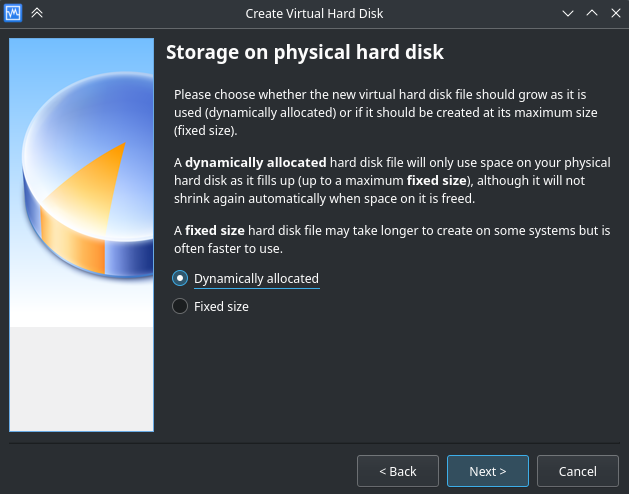 Create Virtual Hard Disk
Storage on physical hard disk
Please choose whether the new virtual hard disk file should grow as it is
used (dynamically allocated) or if it should be created at its maximum size
(fixed size).
A dynamically allocated hard disk file will only use space on your physical
hard disk as it fills up (up to a maximum fixed size), although it will not
shrink again automatically when space on it is freed.
A fixed size hard disk file may take longer to create on some systems but is
often faster to use.
Dynamically allocated
Fixed size
< Back
Next >
Cancel